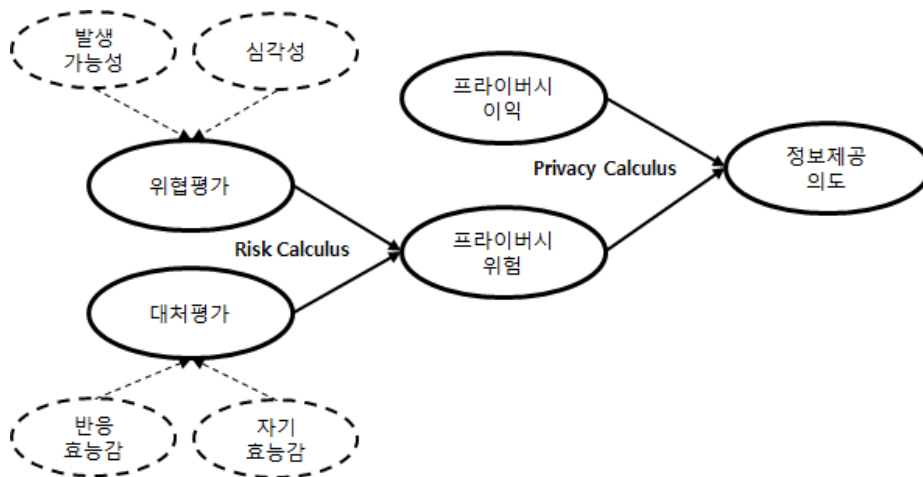 발생
가능성
심각성
프라이버시
이익
정보제공
의도
위협평가
Privacy Calculus
Risk Calculus
프라이버시
위험
대처평가
반응
효능감
자기
효능감